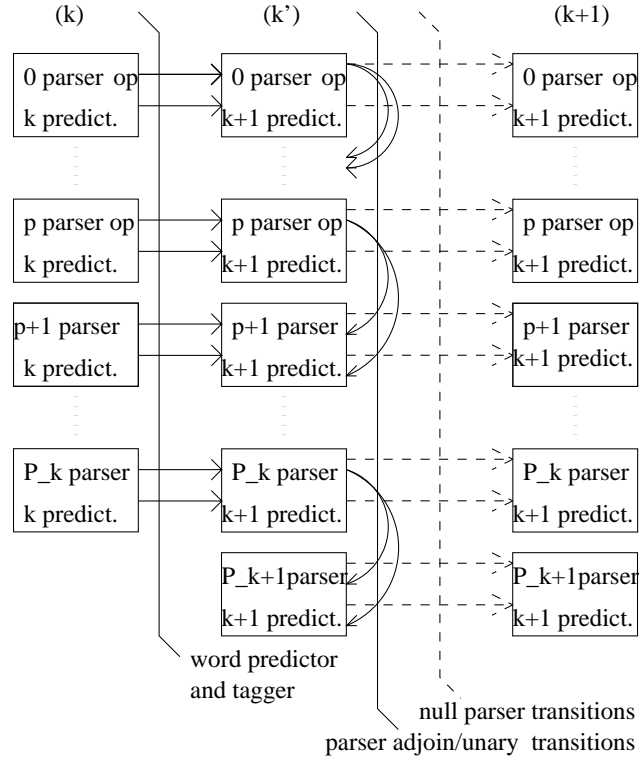 (k) (k’) (k+1)
0 parser op 0 parser op 0 parser op
k predict. k+1 predict. k+1 predict.
p parser op p parser op p parser op
k predict. k+1 predict. k+1 predict.
p+1 parser p+1 parser p+1 parser
k predict. k+1 predict. k+1 predict.
P_k parser P_k parser P_k parser
k predict. k+1 predict. k+1 predict.
P_k+1parser P_k+1parser
k+1 predict. k+1 predict.
word predictor
and tagger
null parser transitions
parser adjoin/unary transitions